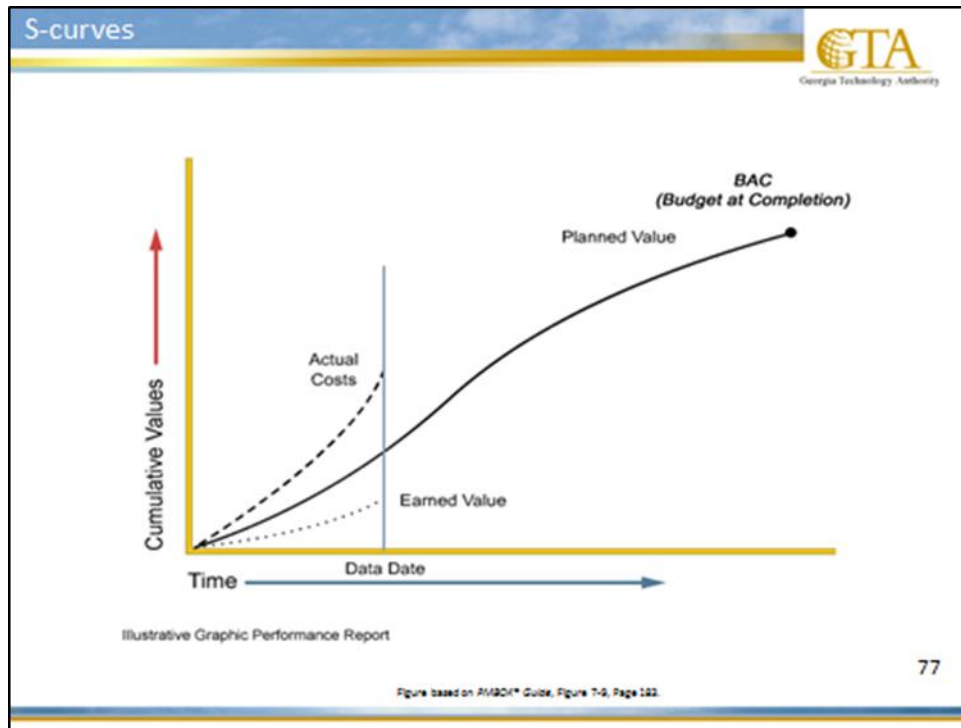 S-curves
GTA
Georgia Technology Authority
BAC
(Budget at Completion)
Planned Value
Actual
Costs
Cumulative Values
Earned Value
Data Date
Time
Illustrative Graphic Performance Report
77
Figure based on PMBOK® Guide, Figure 7-9, Page 183.